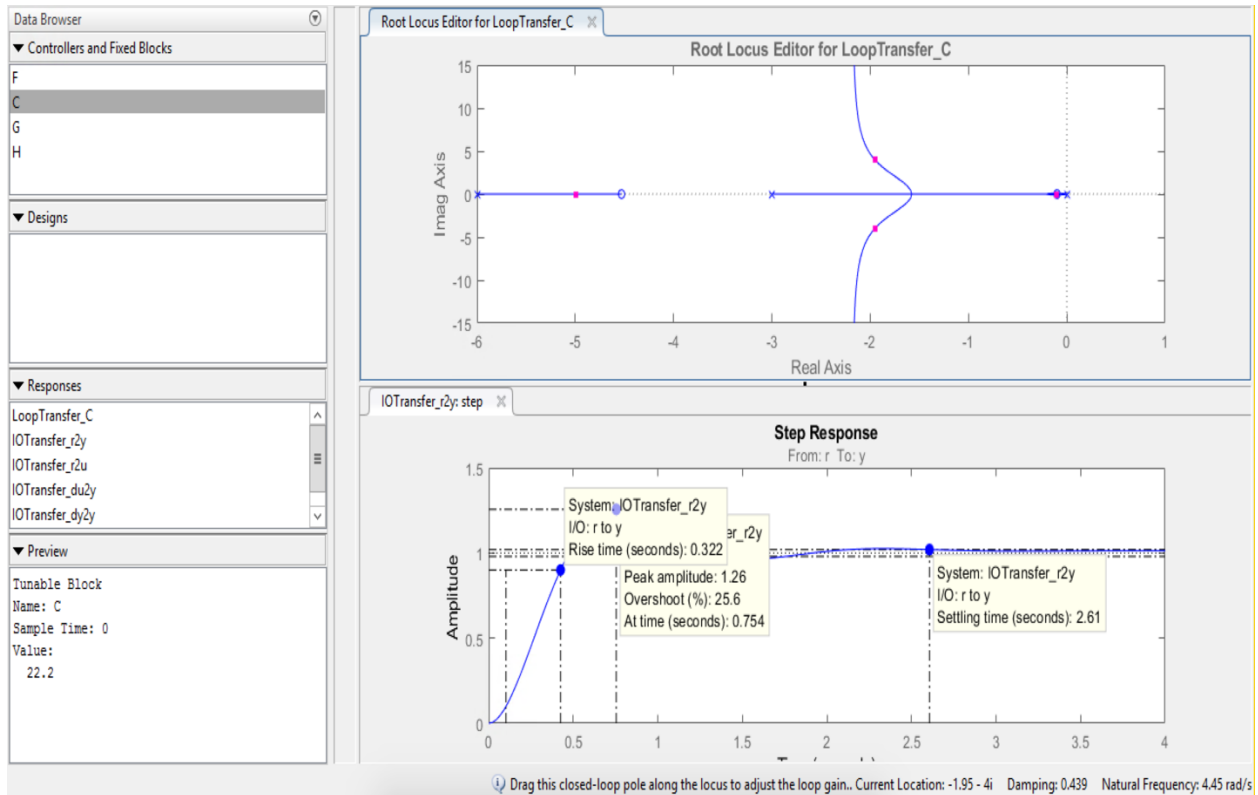 Data Browser
▼ Controllers and Fixed Blocks
F
C
G
H
▼ Designs
▼ Responses
LoopTransfer_C
IOTransfer_r2y
IOTransfer_r2u
IOTransfer_du2y
IOTransfer_dy2y
▼ Preview
Tunable Block
Name: C
Sample Time: 0
Value:
22.2
Root Locus Editor for LoopTransfer_C
Root Locus Editor for LoopTransfer_C
Imag Axis
15
10
5
0
-5
-10
-15
-6 -5 -4 -3 -2 -1 0 1
Real Axis
IOTransfer_r2y: step
Step Response
From: r To: y
Amplitude
1.5
1
0.5
0
System: IOTransfer_r2y
I/O: r to y
Rise time (seconds): 0.322
er_r2y
Peak amplitude: 1.26
Overshoot (%): 25.6
At time (seconds): 0.754
System: IOTransfer_r2y
I/O: r to y
Settling time (seconds): 2.61
0 0.5 1 1.5 2 2.5 3 3.5 4
Drag this closed-loop pole along the locus to adjust the loop gain.. Current Location: -1.95 - 4i Damping: 0.439 Natural Frequency: 4.45 rad/s